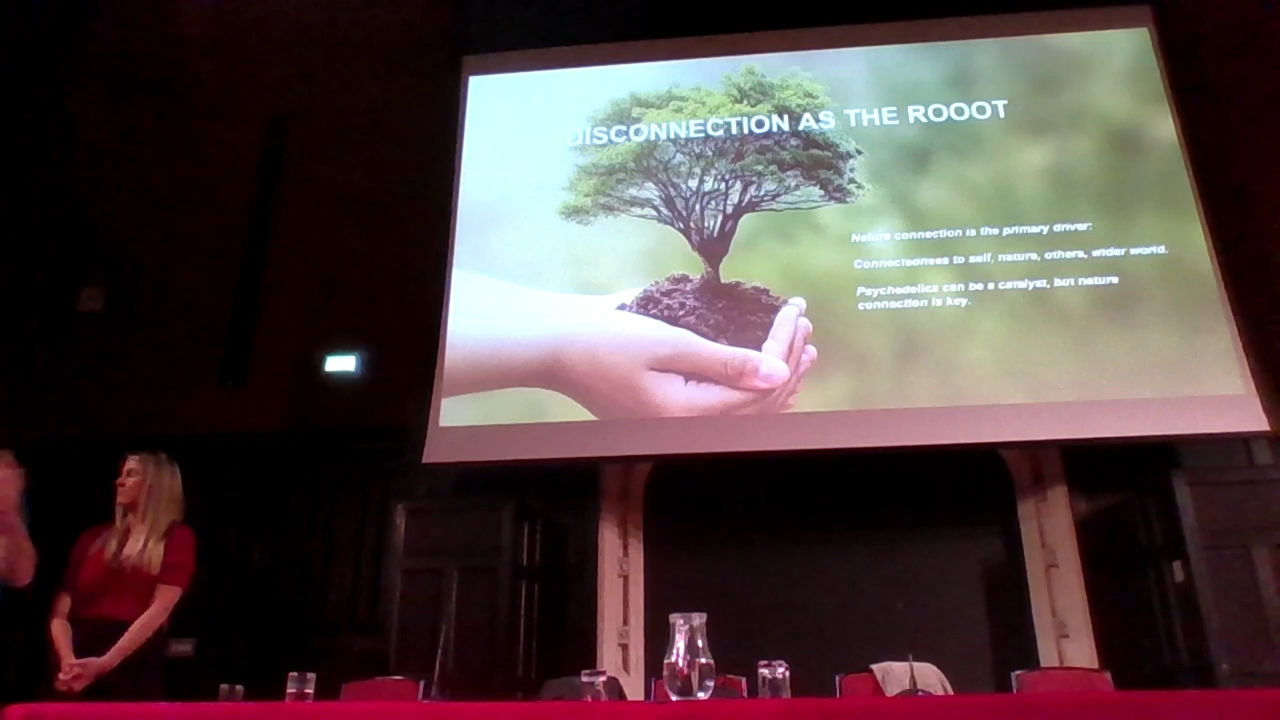 DISCONNECTION AS THE ROOOT
Nature connection is the primary driver:
Connectedness to self, nature, others, wider world.
Psychedelics can be a catalyst, but nature
connection is key.